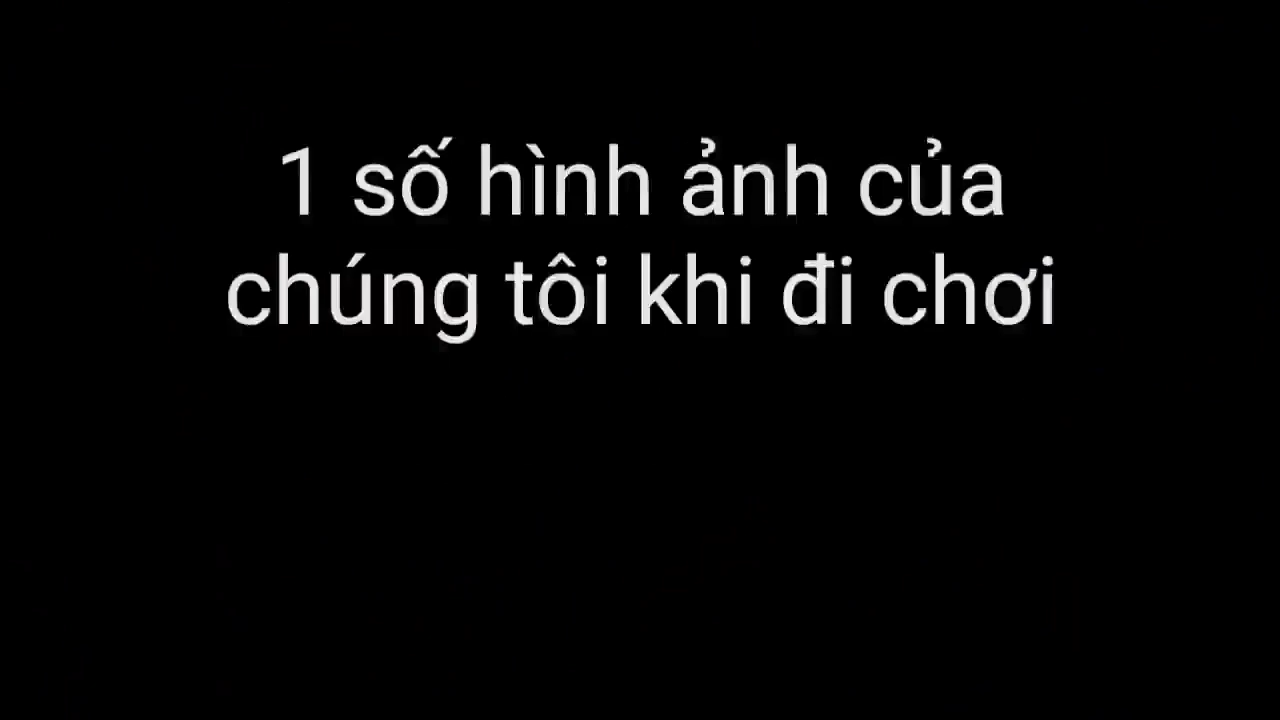 1 số hình ảnh của
chúng tôi khi đi chơi